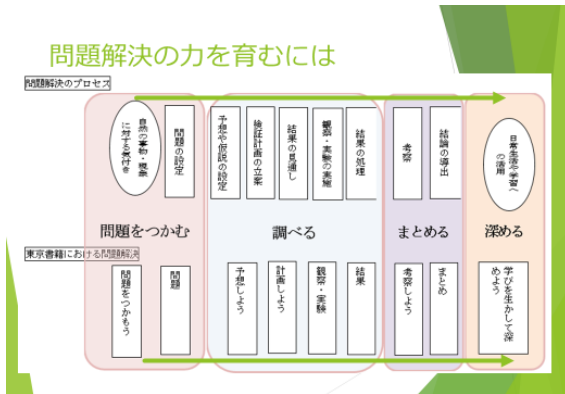 問題解決の力を育むには
問題解決のプロセス
自然の事物・現象
に対する気付き
問題の設定
予想や仮説の設定
検証計画の立案
結果の見通し
観察・実験の実施
結果の処理
考察
結論の導出
日常生活や学習へ
の活用
問題をつかむ
調べる
まとめる
深める
東京書籍における問題解決
問題をつかもう
問題
予想しよう
計画しよう
観察・実験
結果
考察しよう
まとめ
学びを生かして深
めよう